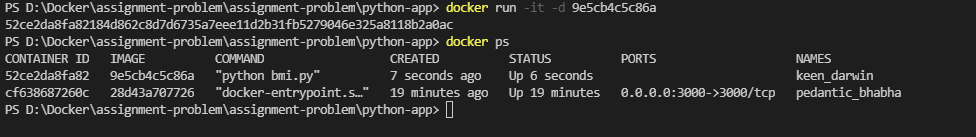 PS D:\Docker\assignment-problem\assignment-problem\python-app> docker run -it -d 9e5cb4c5c86a
52ce2da8fa82184d862c8d7d6735a7eee11d2b31fb5279046e325a8118b2a0ac
PS D:\Docker\assignment-problem\assignment-problem\python-app> docker ps
CONTAINER ID   IMAGE          COMMAND                  CREATED          STATUS          PORTS                    NAMES
52ce2da8fa82   9e5cb4c5c86a   "python bmi.py"          7 seconds ago    Up 6 seconds                             keen_darwin
cf638687260c   28d43a707726   "docker-entrypoint.s…"   19 minutes ago   Up 19 minutes   0.0.0.0:3000->3000/tcp   pedantic_bhabha
PS D:\Docker\assignment-problem\assignment-problem\python-app>